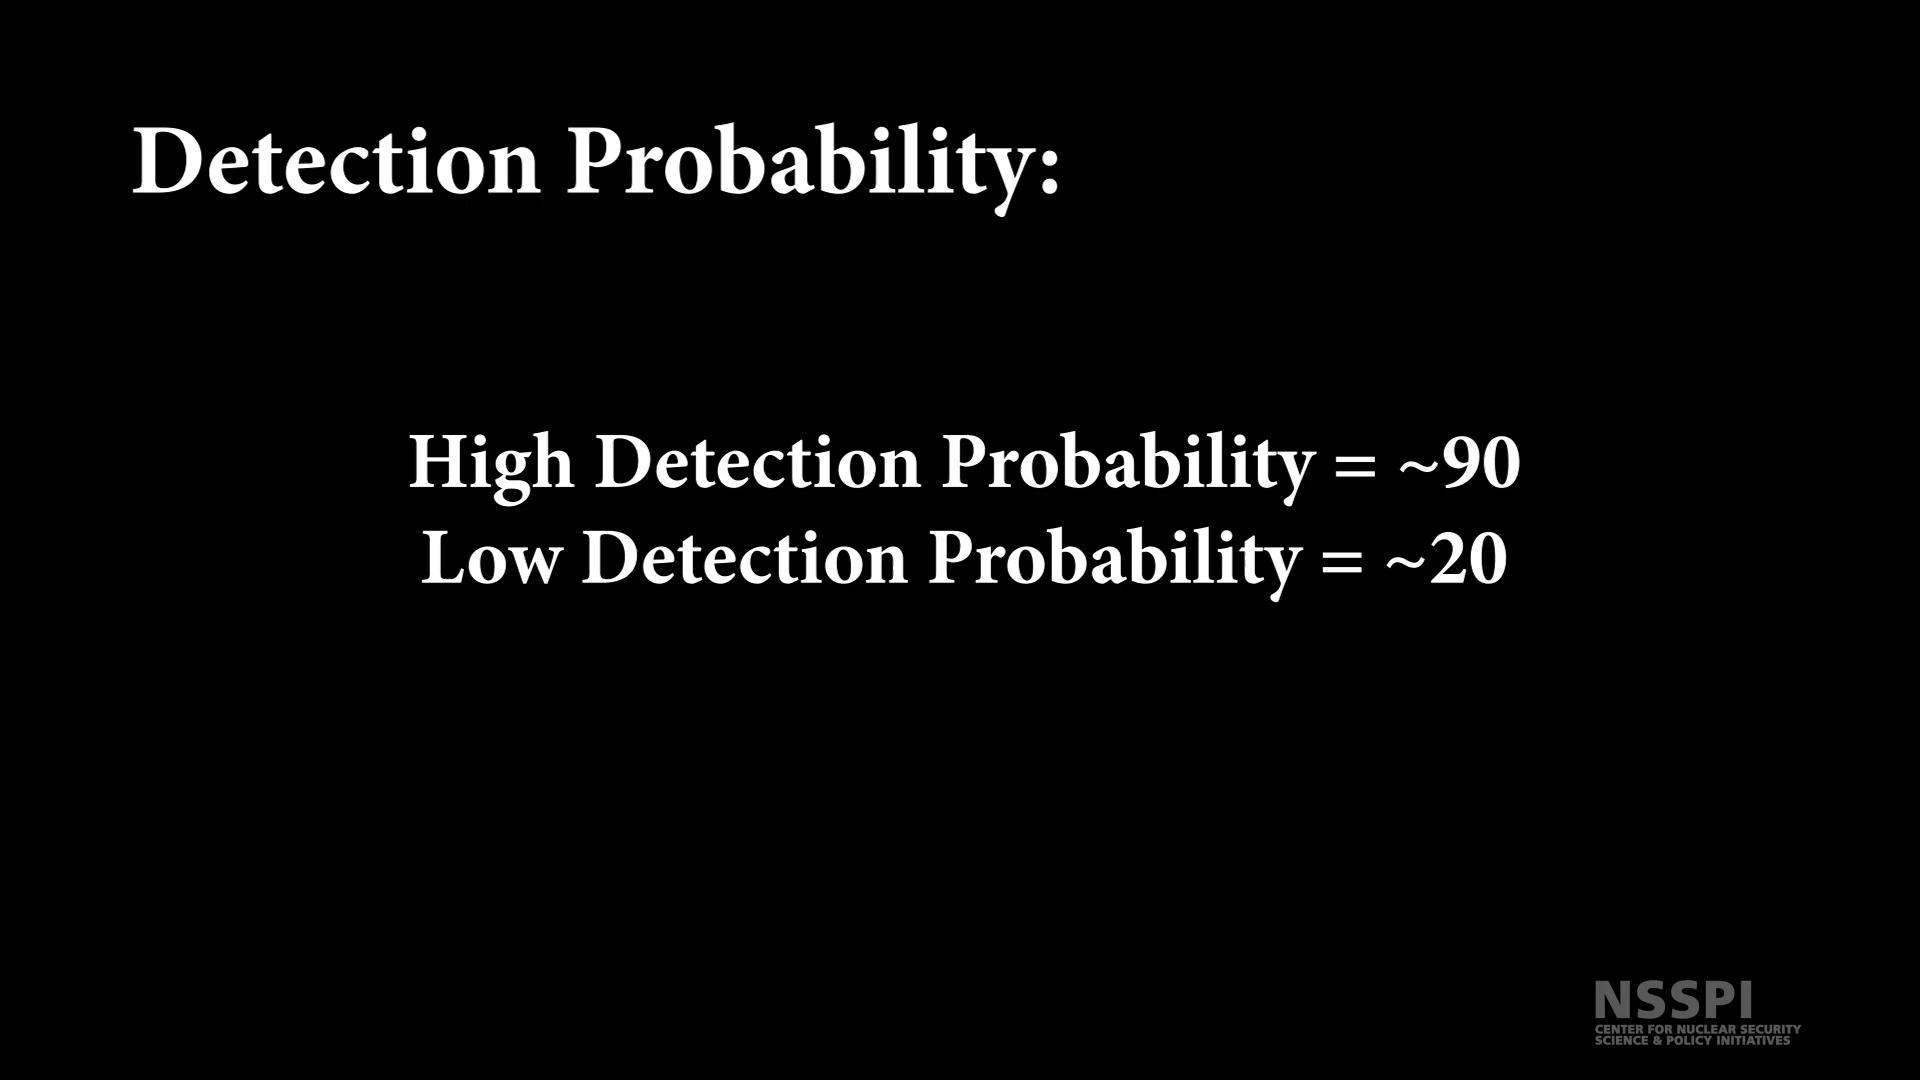 Detection Probability:
High Detection Probability = ~90
Low Detection Probability = ~20
NSSPI
CENTER FOR NUCLEAR SECURITY
SCIENCE & POLICY INITIATIVES